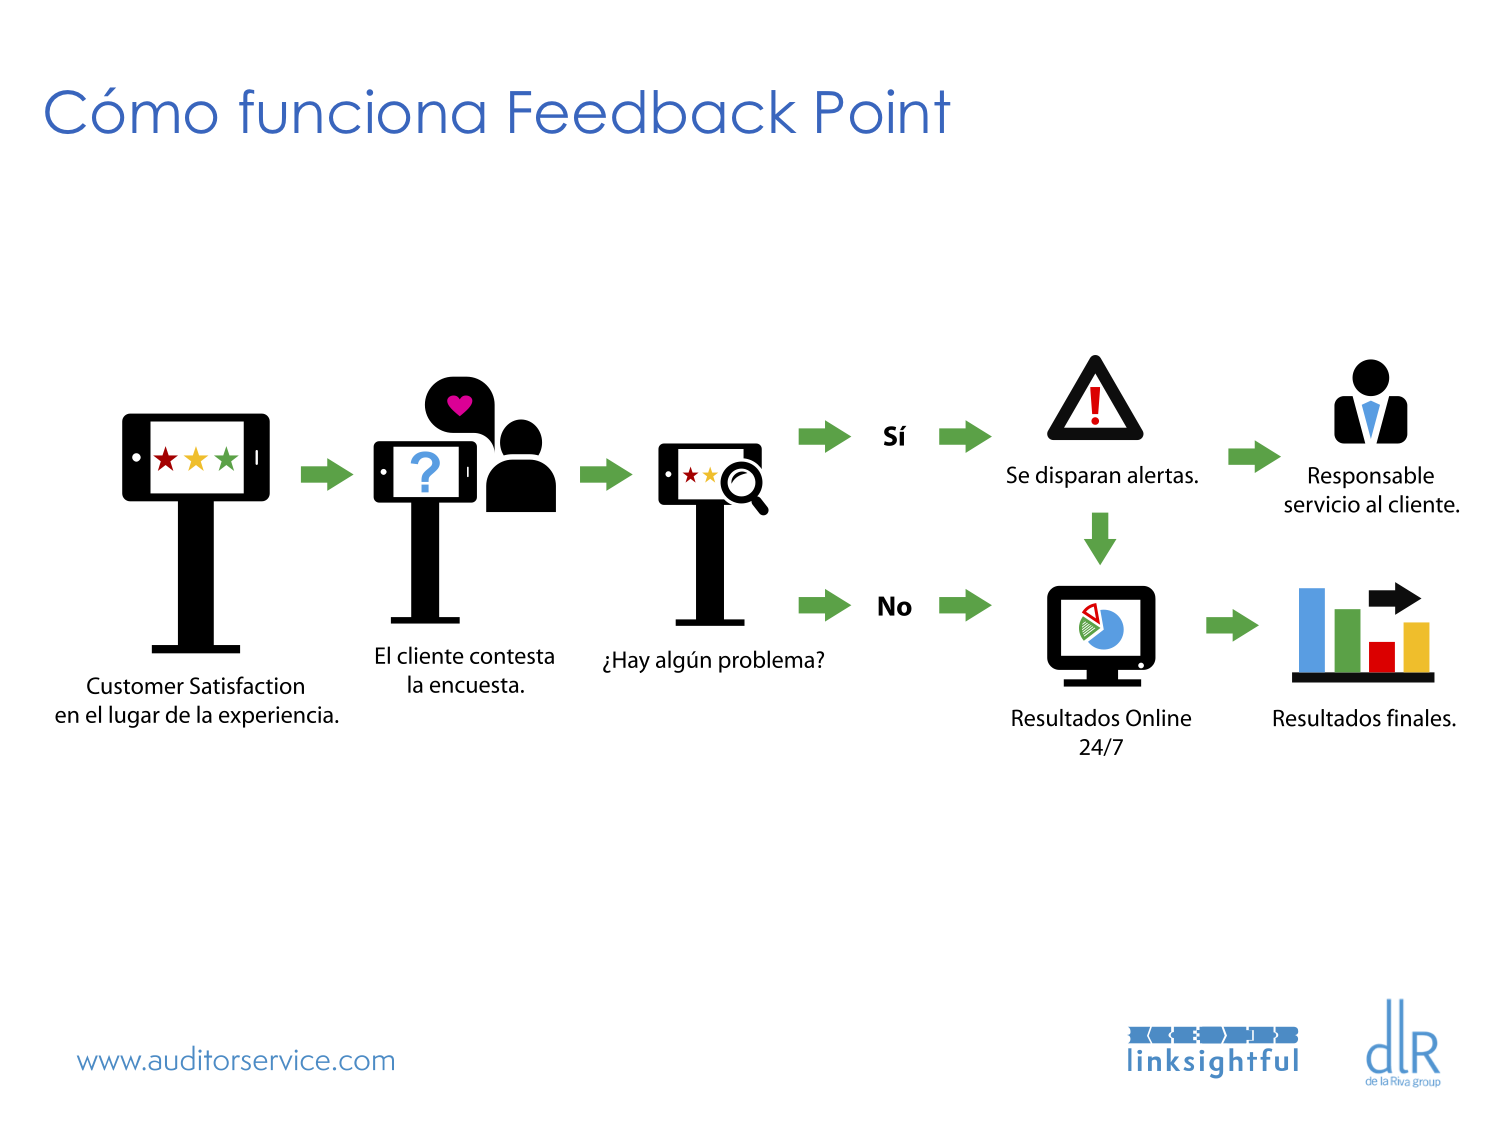 Cómo funciona Feedback Point
Customer Satisfaction
en el lugar de la experiencia.
?
El cliente contesta
la encuesta.
¿Hay algún problema?
Sí
No
!
Se disparan alertas.
Responsable
servicio al cliente.
Resultados Online
24/7
Resultados finales.
www.auditorservice.com
linksightful
dlR
de la Riva group